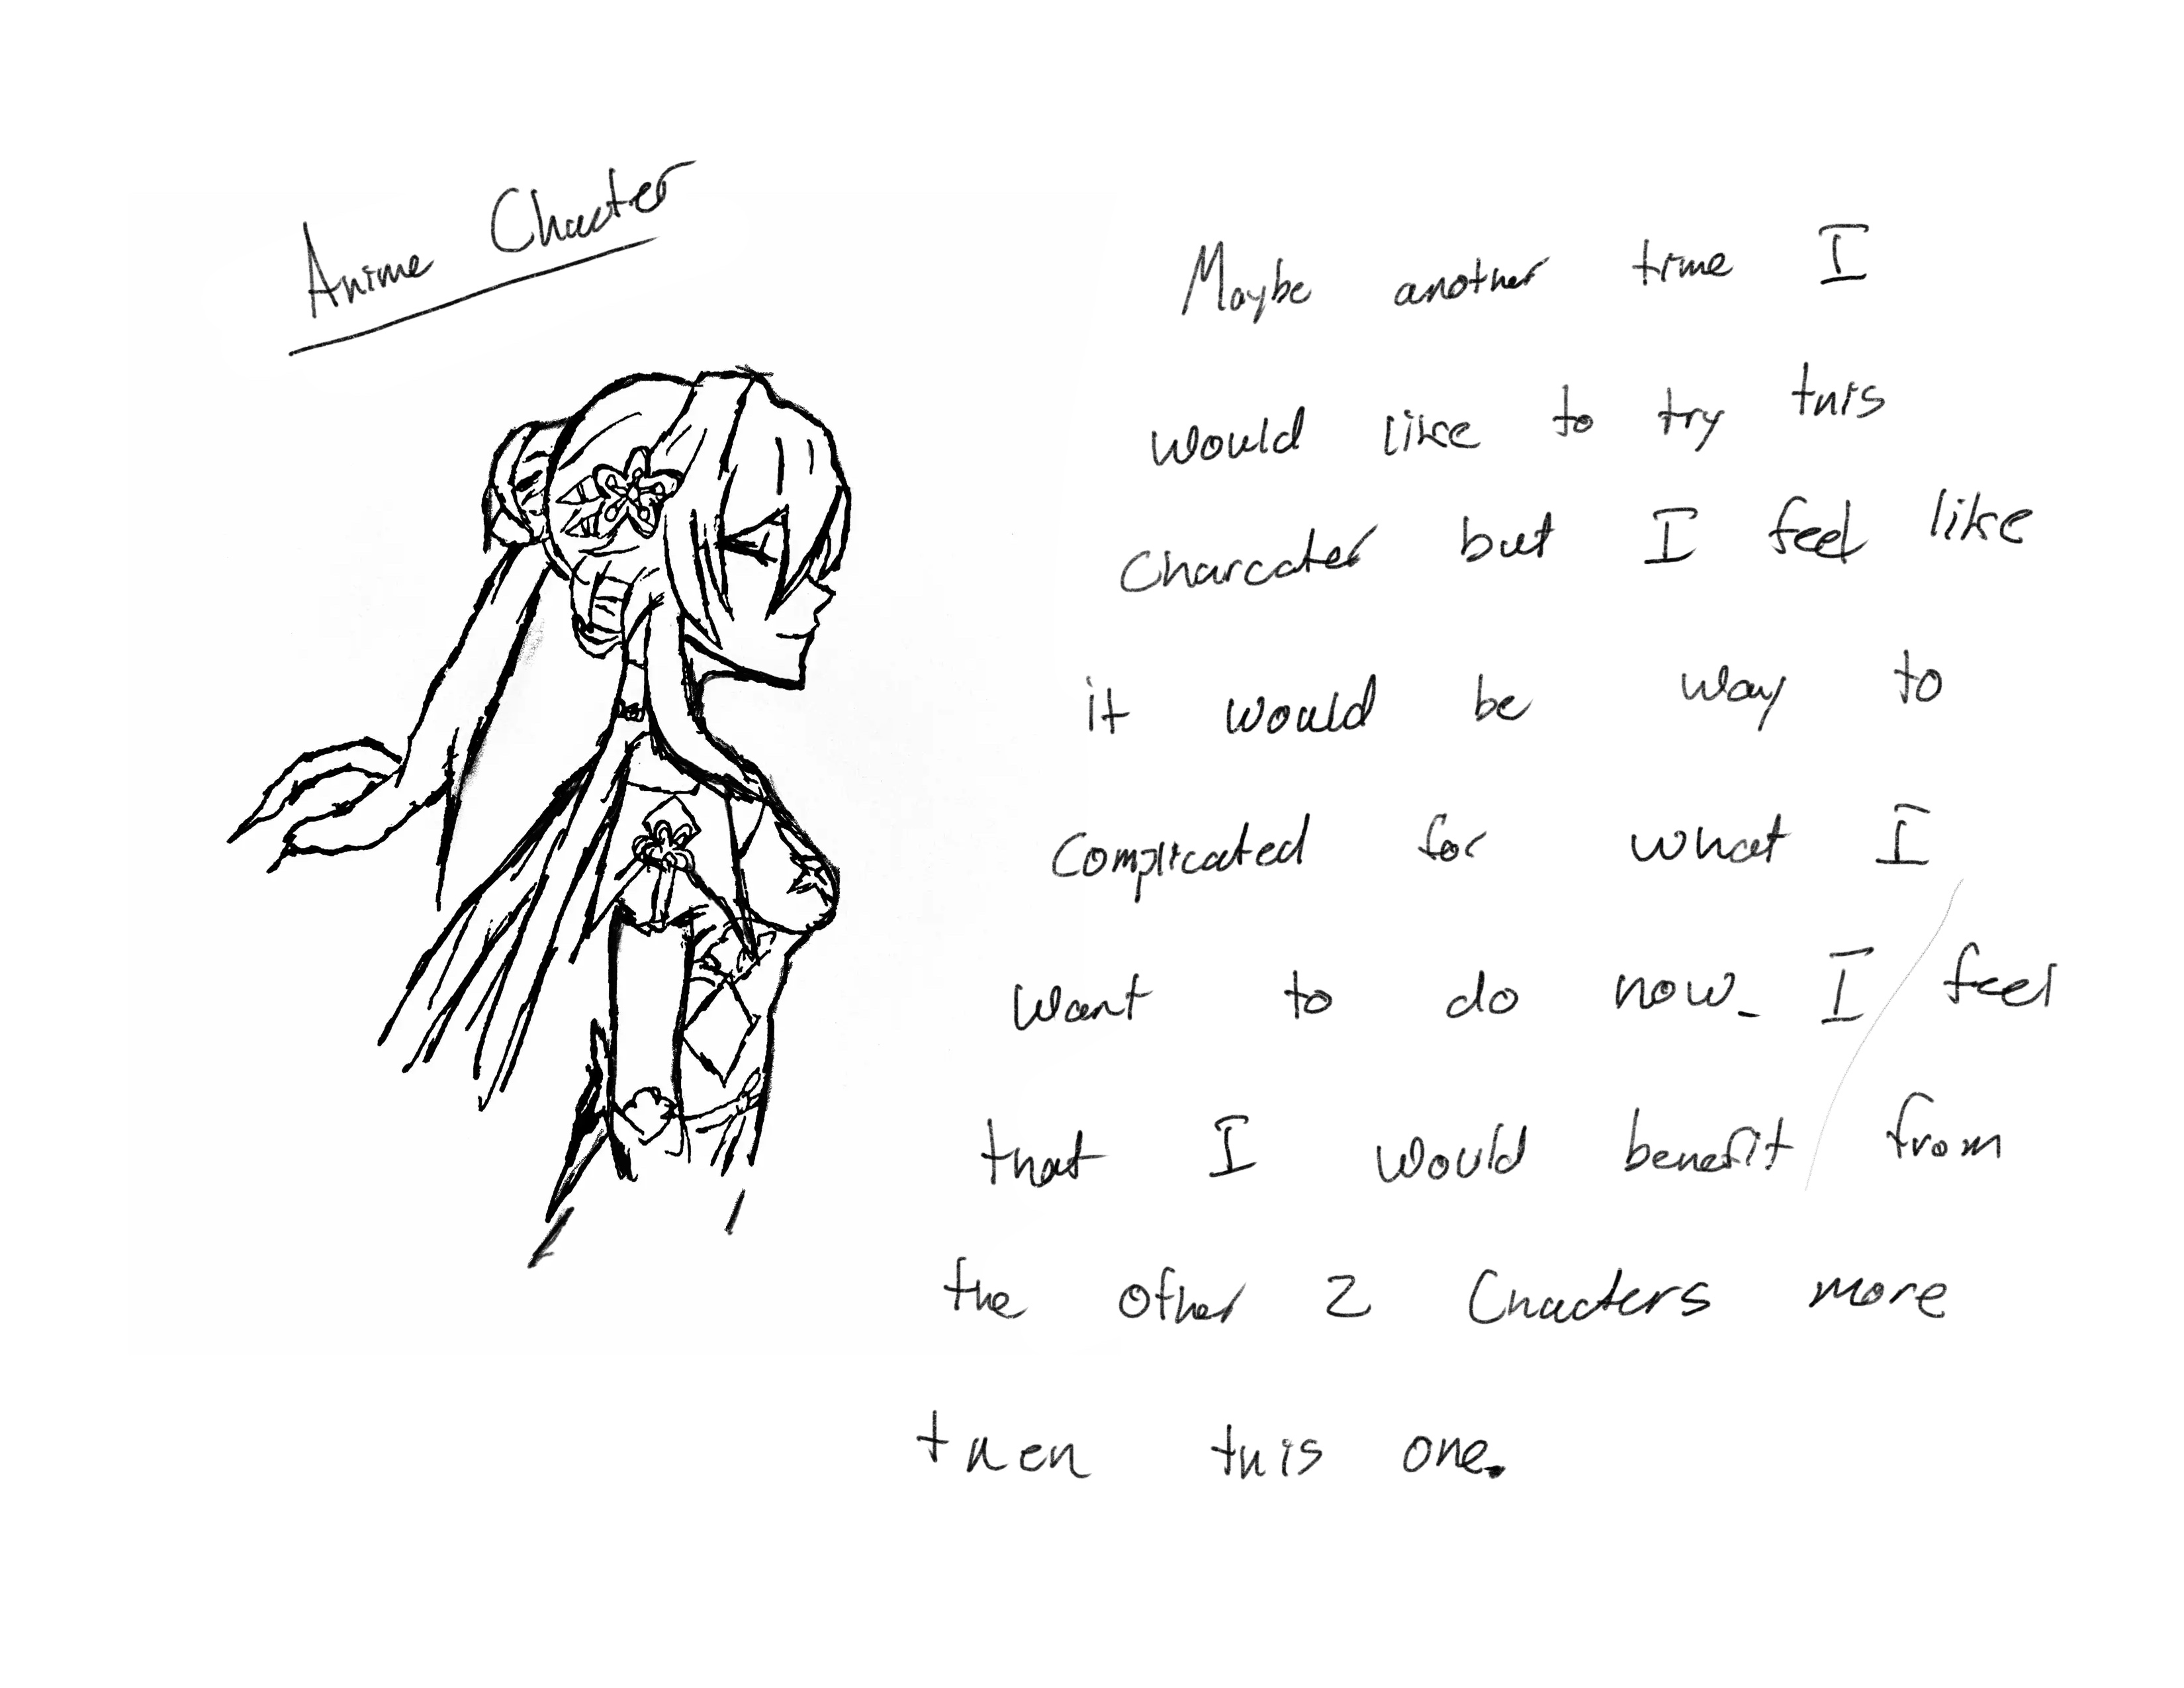 Anime Chacter
Maybe another time I
would like to try this
Charcater but I feel like
it would be way to
complicated for what I
want to do now. I feel
that I would benefit from
the other 2 Chacters more
then this one.